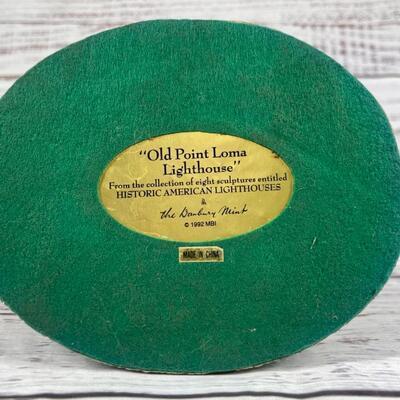 "Old Point Loma
Lighthouse"
From the collection of eight sculptures entitled
HISTORIC AMERICAN LIGHTHOUSES
&
The Danbury Mint
© 1992 MBI
MADE IN CHINA